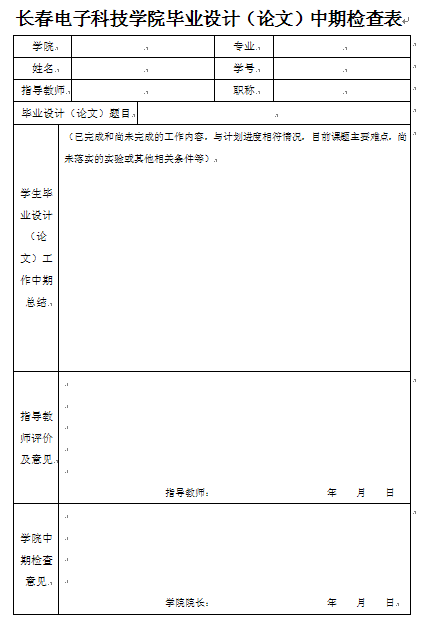 长春电子科技学院毕业设计（论文）中期检查表
学院 专业
姓名 学号
指导教师 职称
毕业设计（论文）题目
（已完成和尚未完成的工作内容，与计划进度相符情况，目前课题主要难点，尚
未落实的实验或其他相关条件等）
学生毕
业设计
（论
文）工
作中期
总结
指导教
师评价
及意见
指导教师： 年 月 日
学院中
期检查
意见
学院院长： 年 月 日